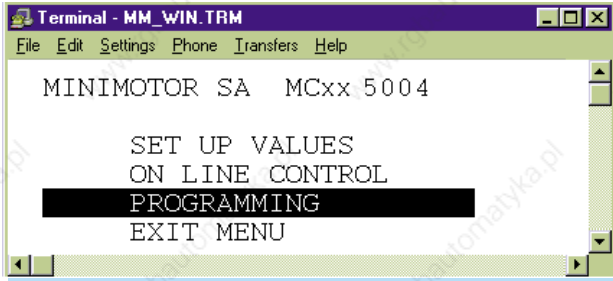 Terminal - MM_WIN.TRM
File Edit Settings Phone Transfers Help
MINIMOTOR SA MCxx 5004
SET UP VALUES
ON LINE CONTROL
PROGRAMMING
EXIT MENU